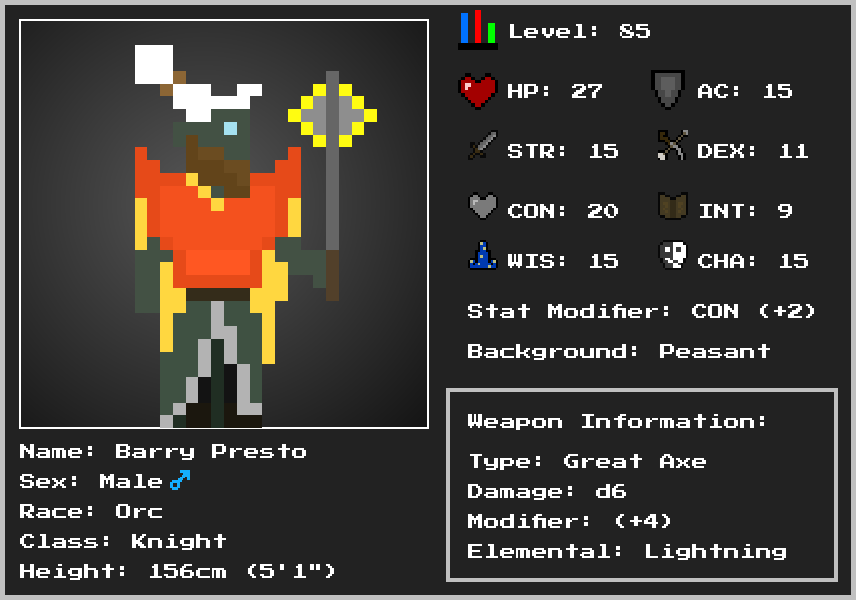 Level: 85
HP: 27
AC: 15
STR: 15
DEX: 11
CON: 20
INT: 9
WIS: 15
CHA: 15
Stat Modifier: CON (+2)
Background: Peasant
Weapon Information:
Type: Great Axe
Damage: d6
Modifier: (+4)
Elemental: Lightning
Name: Barry Presto
Sex: Male♂
Race: Orc
Class: Knight
Height: 156cm (5'1")